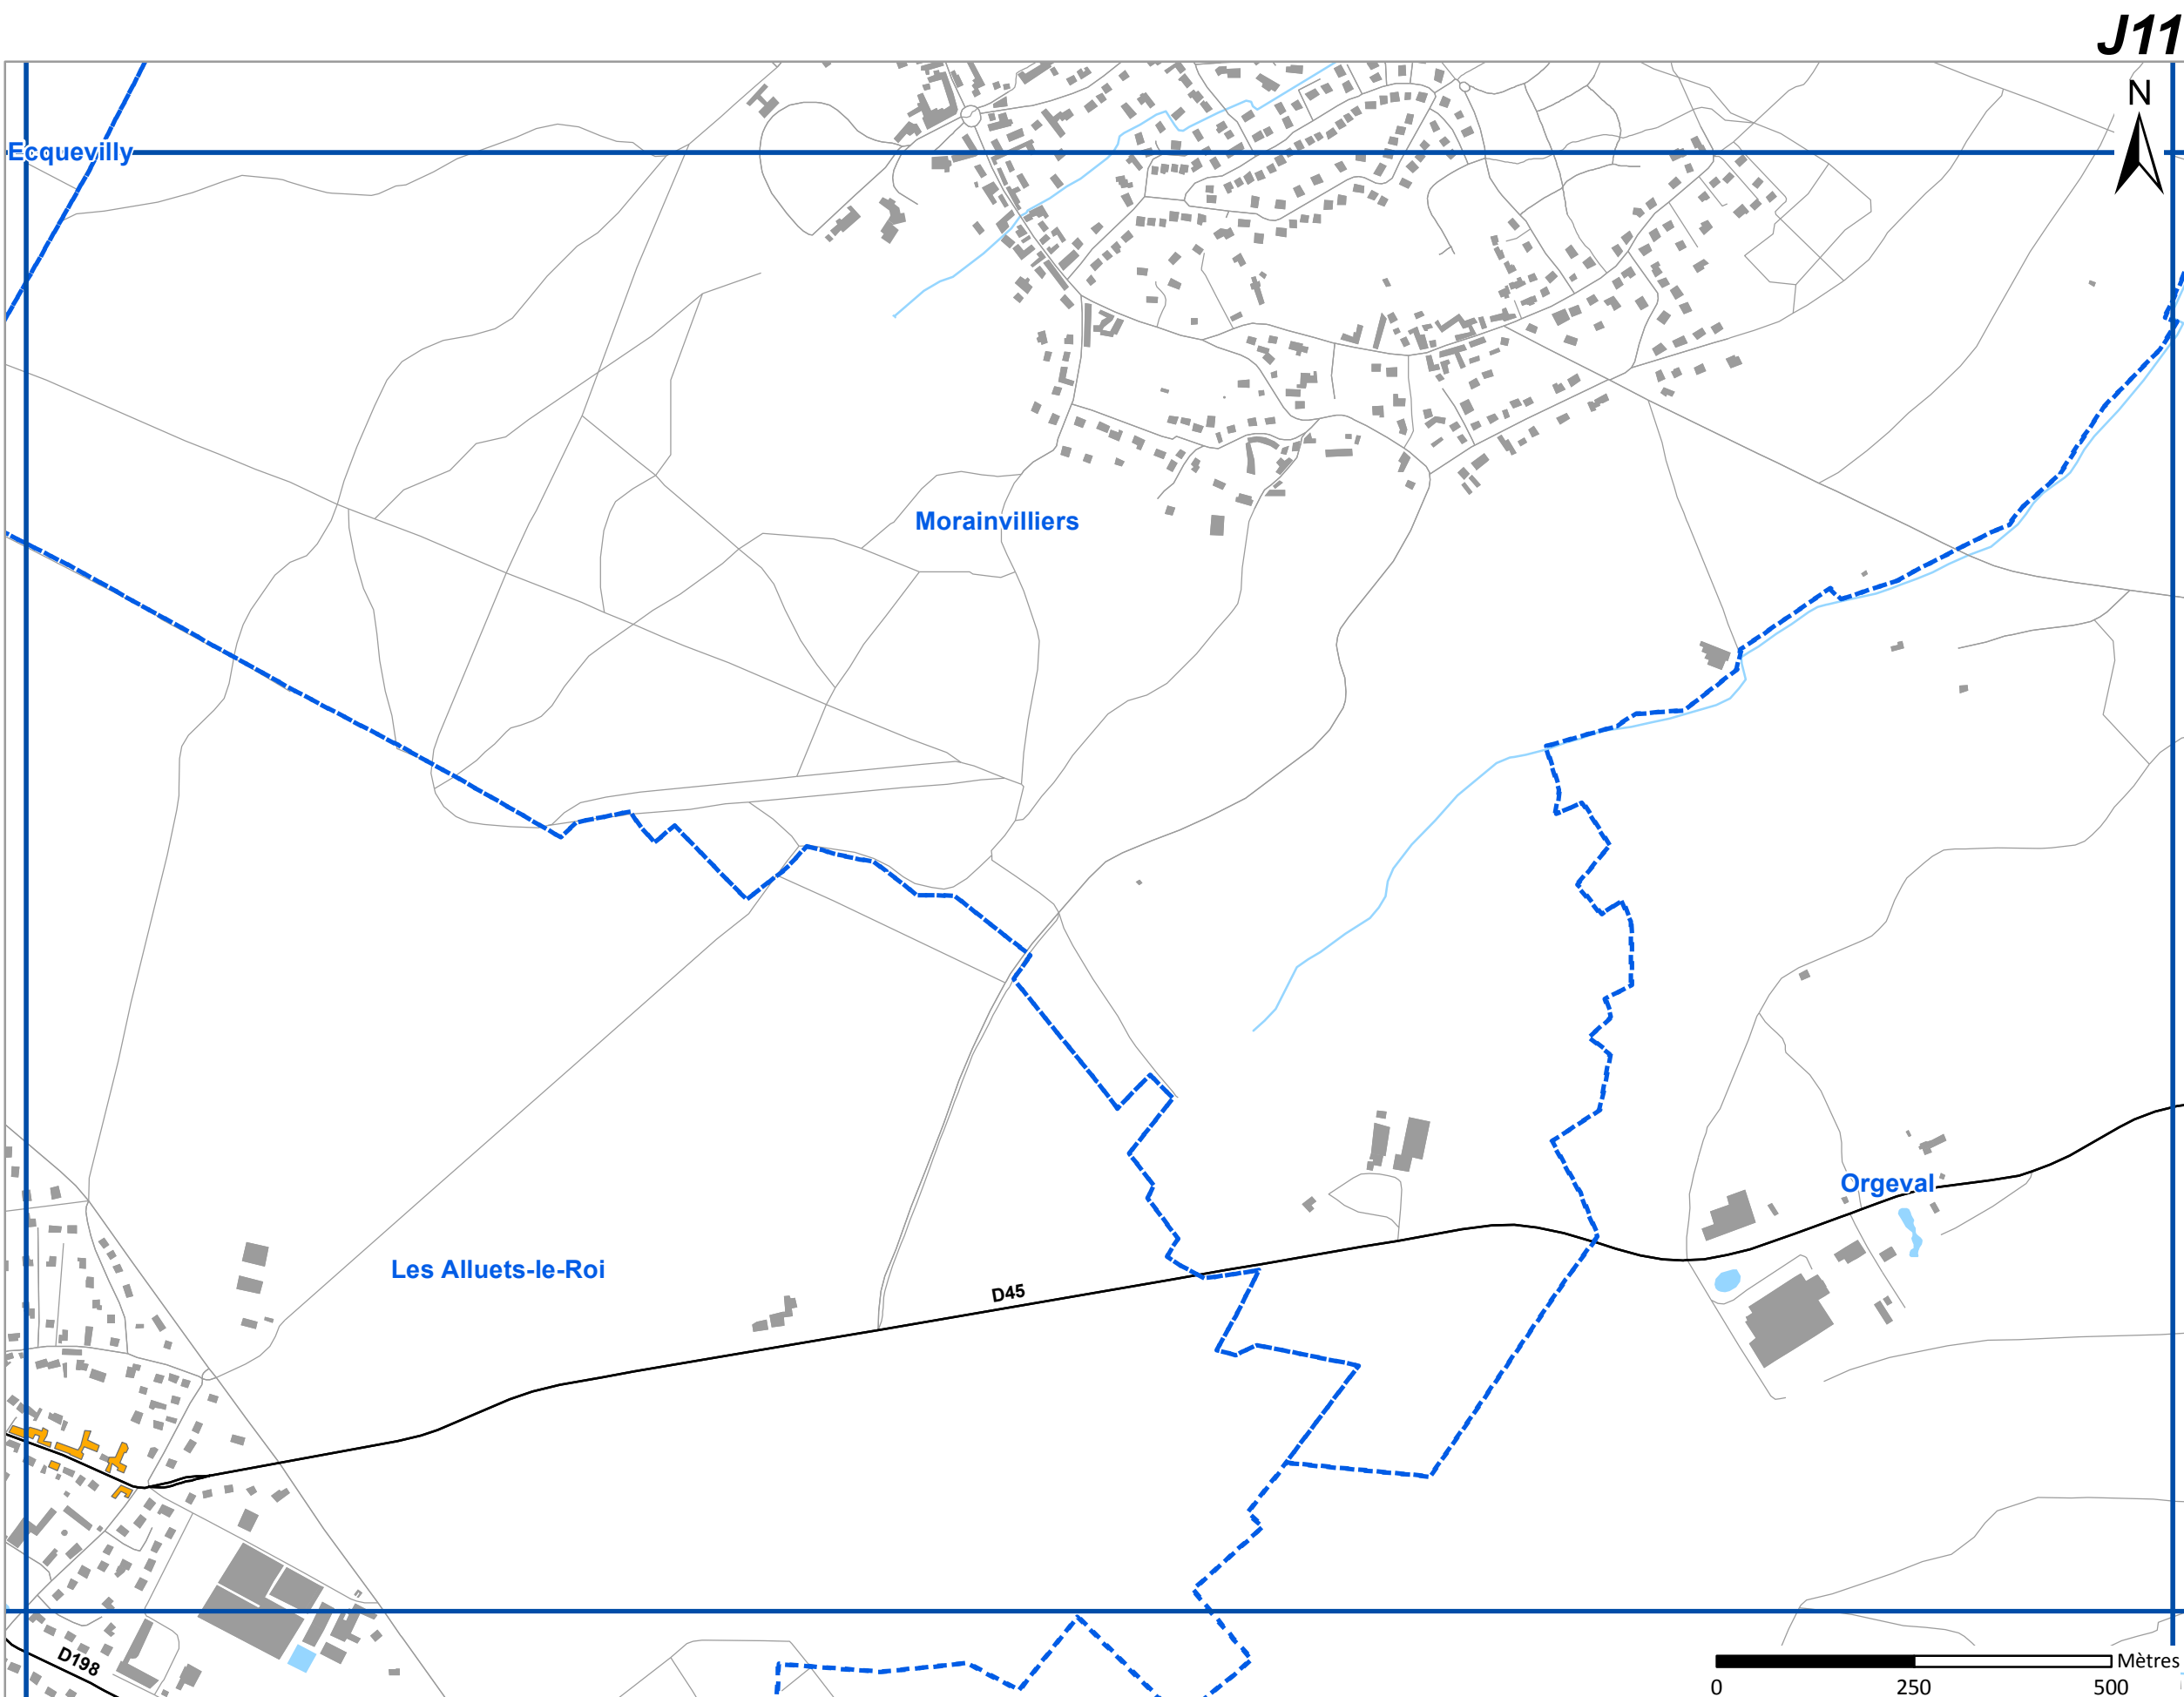 J11
N
Ecquevilly
Morainvilliers
Orgeval
Les Alluets-le-Roi
D45
D198
Mètres
0 250 500